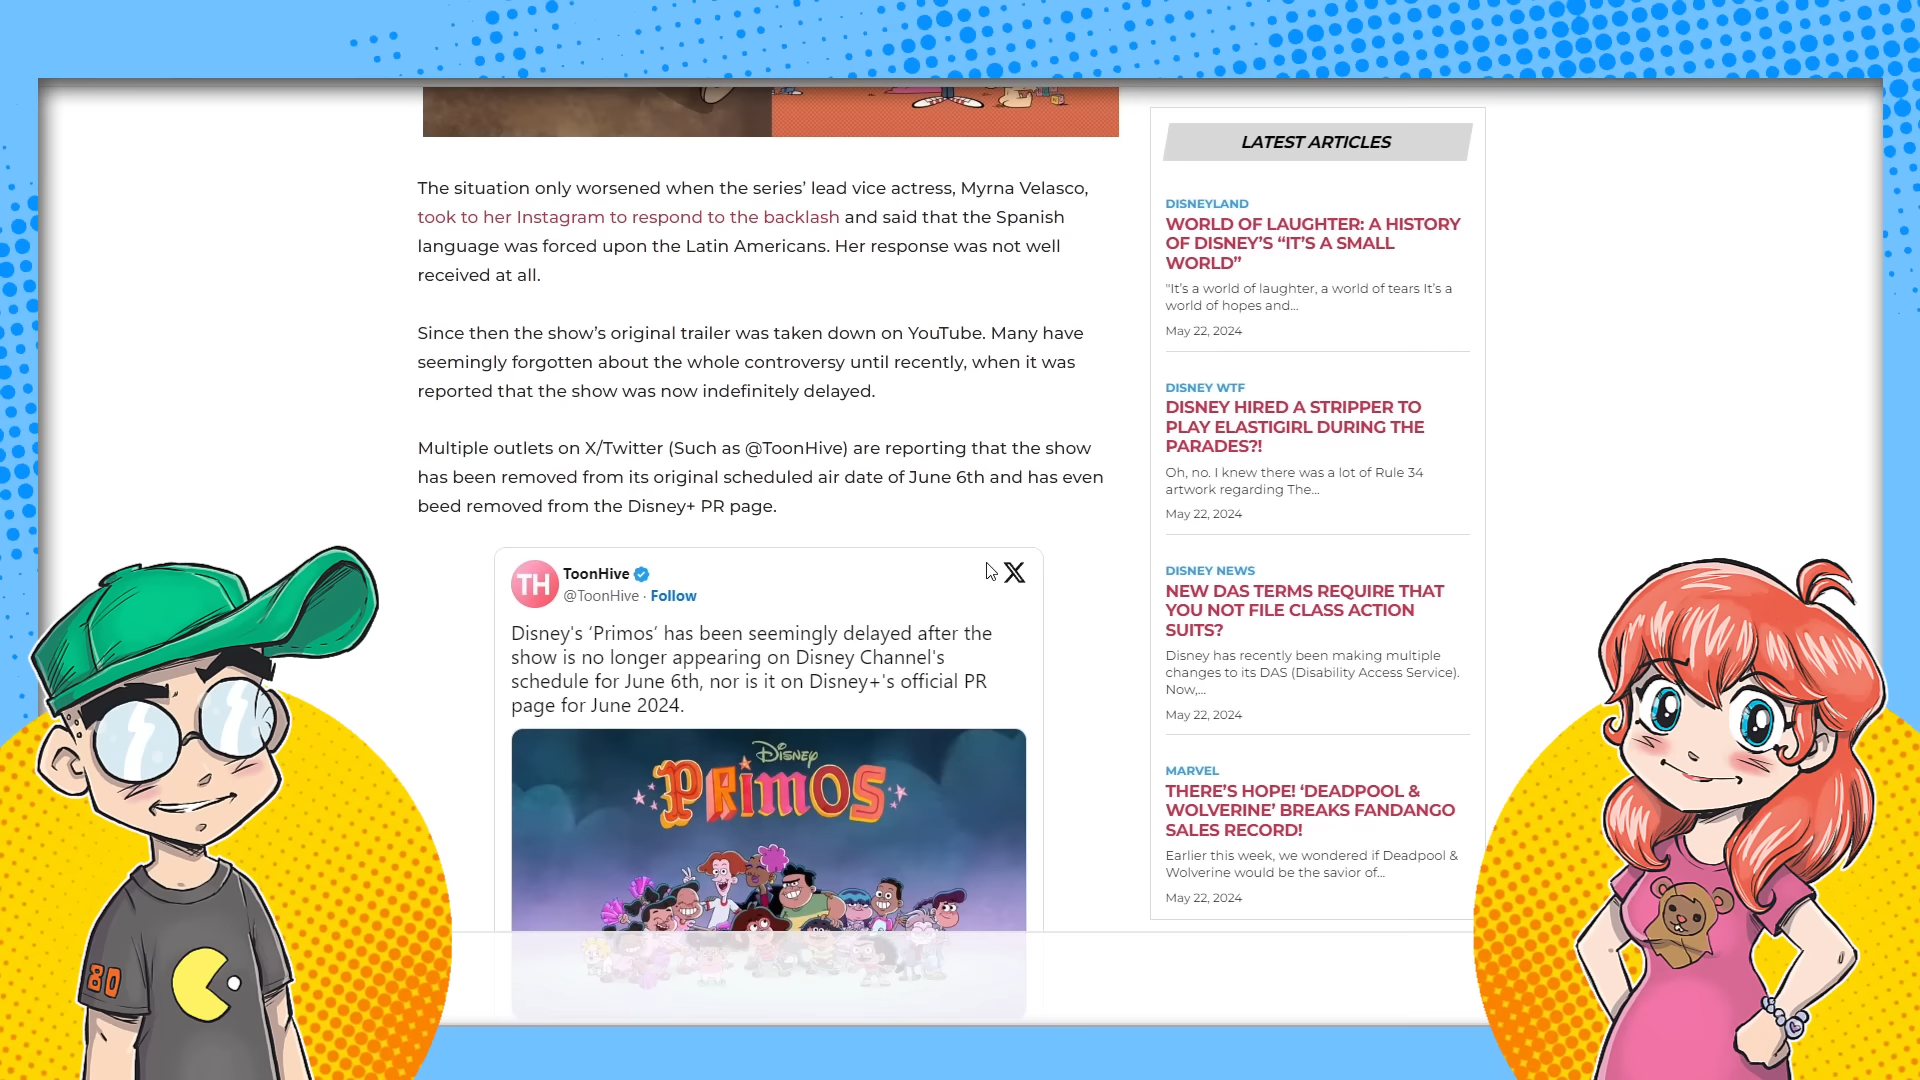 The situation only worsened when the series’ lead vice actress, Myrna Velasco,
took to her Instagram to respond to the backlash and said that the Spanish
language was forced upon the Latin Americans. Her response was not well
received at all.
Since then the show’s original trailer was taken down on YouTube. Many have
seemingly forgotten about the whole controversy until recently, when it was
reported that the show was now indefinitely delayed.
Multiple outlets on X/Twitter (Such as @ToonHive) are reporting that the show
has been removed from its original scheduled air date of June 6th and has even
beed removed from the Disney+ PR page.
TH
ToonHive
@ToonHive · Follow
X
Disney's ‘Primos’ has been seemingly delayed after the
show is no longer appearing on Disney Channel's
schedule for June 6th, nor is it on Disney+'s official PR
page for June 2024.
Disney
PRIMOS
LATEST ARTICLES
DISNEYLAND
WORLD OF LAUGHTER: A HISTORY
OF DISNEY’S “IT’S A SMALL
WORLD”
"It’s a world of laughter, a world of tears It’s a
world of hopes and...
May 22, 2024
DISNEY WTF
DISNEY HIRED A STRIPPER TO
PLAY ELASTIGIRL DURING THE
PARADES?!
Oh, no. I knew there was a lot of Rule 34
artwork regarding The...
May 22, 2024
DISNEY NEWS
NEW DAS TERMS REQUIRE THAT
YOU NOT FILE CLASS ACTION
SUITS?
Disney has recently been making multiple
changes to its DAS (Disability Access Service).
Now,...
May 22, 2024
MARVEL
THERE’S HOPE! ‘DEADPOOL &
WOLVERINE’ BREAKS FANDANGO
SALES RECORD!
Earlier this week, we wondered if Deadpool &
Wolverine would be the savior of...
May 22, 2024
80